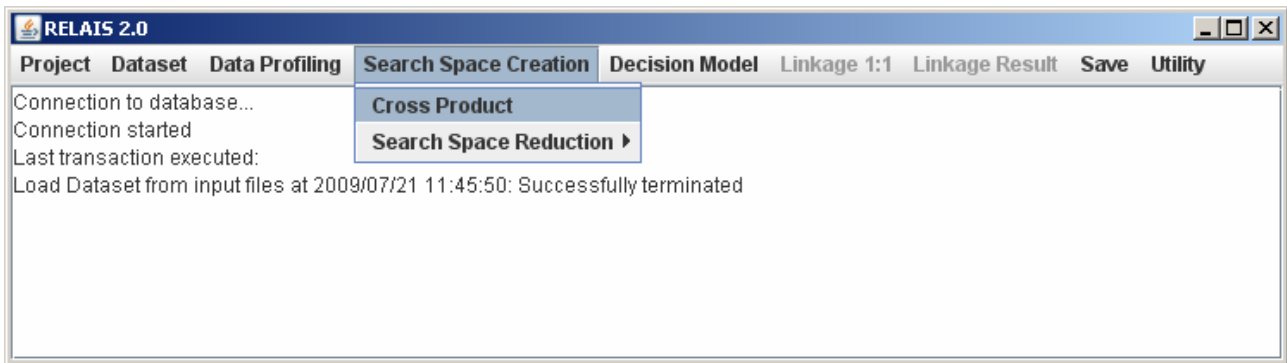 RELAIS 2.0
Project Dataset Data Profiling Search Space Creation Decision Model Linkage 1:1 Linkage Result Save Utility
Cross Product
Search Space Reduction
Connection to database...
Connection started
Last transaction executed:
Load Dataset from input files at 2009/07/21 11:45:50: Successfully terminated